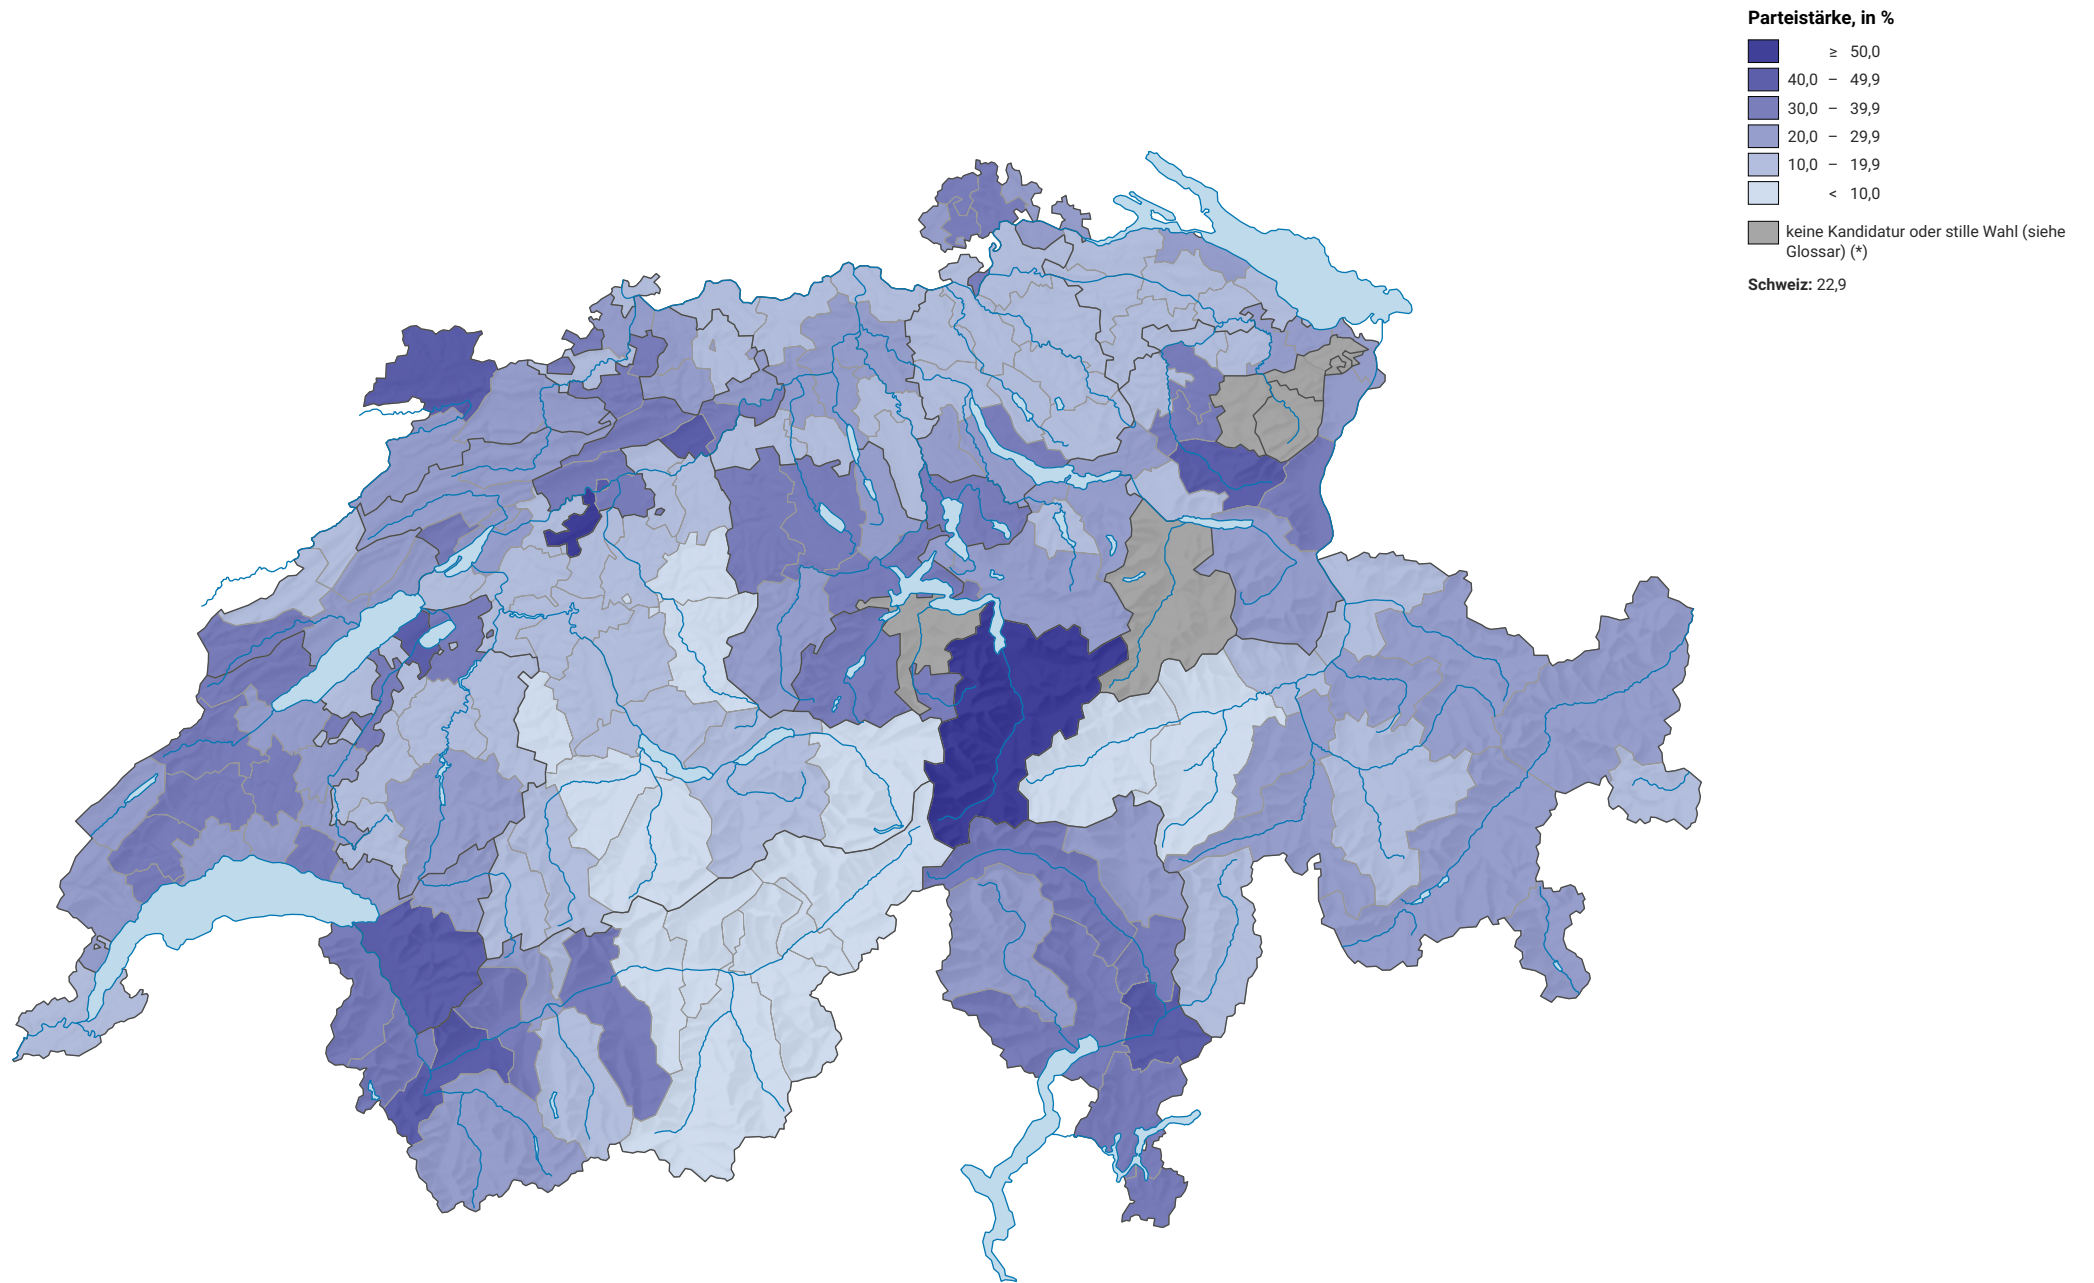 Parteistärke, in %
≥ 50,0
40,0 – 49,9
30,0 – 39,9
20,0 – 29,9
10,0 – 19,9
< 10,0
keine Kandidatur oder stille Wahl (siehe
Glossar) (*)
Schweiz: 22,9